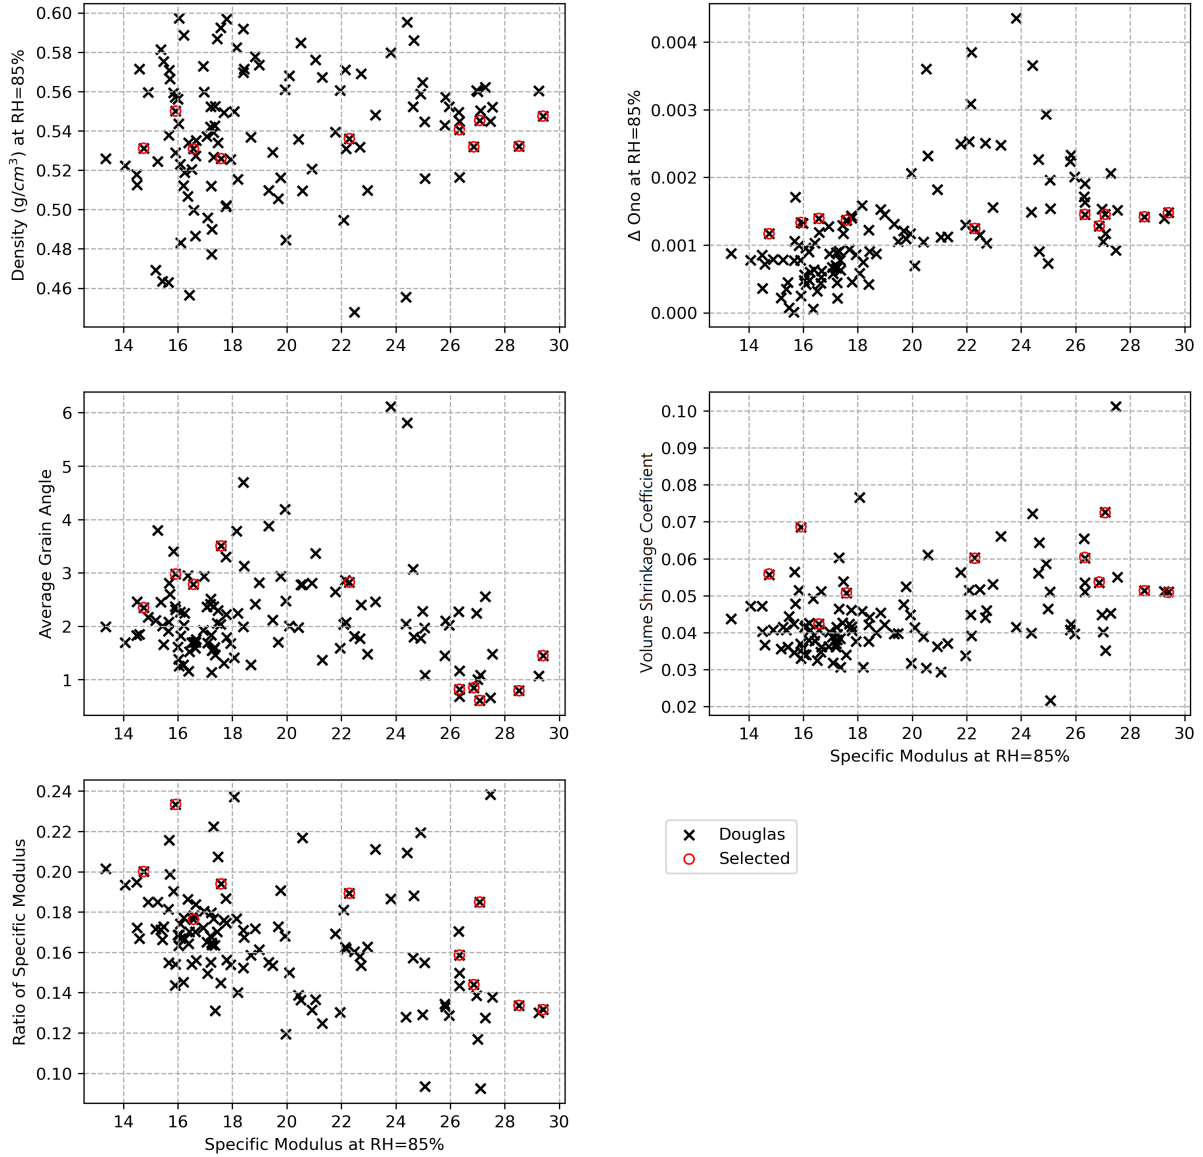 0.60
0.58
0.56
0.54
0.52
0.50
0.48
0.46
Density (g/cm³) at RH=85%
14 16 18 20 22 24 26 28 30
0.004
0.003
0.002
0.001
0.000
Δ Ono at RH=85%
14 16 18 20 22 24 26 28 30
6
5
4
3
2
1
Average Grain Angle
14 16 18 20 22 24 26 28 30
0.10
0.09
0.08
0.07
0.06
0.05
0.04
0.03
0.02
Volume Shrinkage Coefficient
14 16 18 20 22 24 26 28 30
Specific Modulus at RH=85%
0.24
0.22
0.20
0.18
0.16
0.14
0.12
0.10
Ratio of Specific Modulus
14 16 18 20 22 24 26 28 30
Specific Modulus at RH=85%
Douglas
Selected